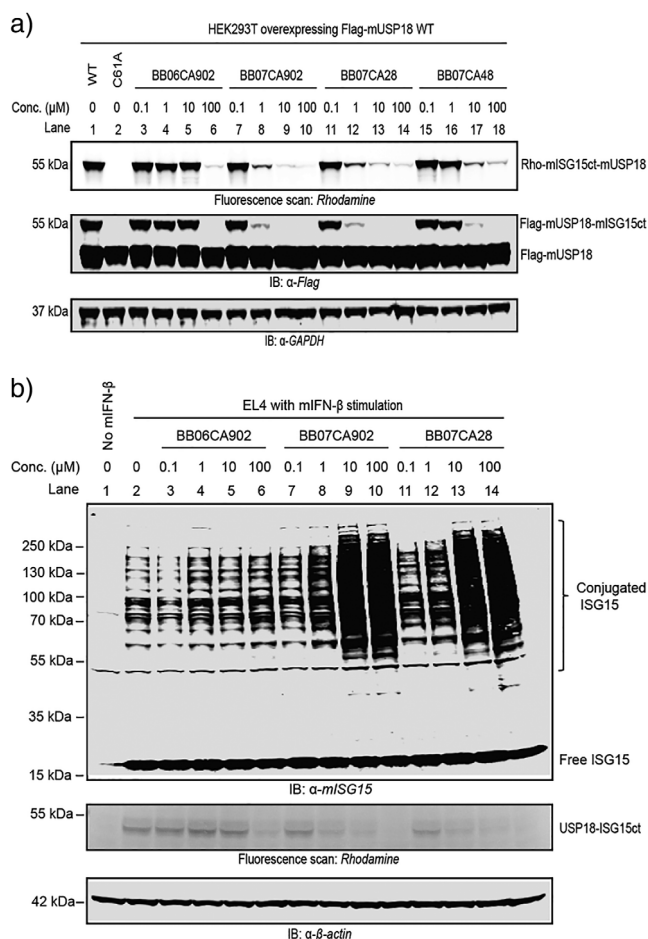 a)
HEK293T overexpressing Flag-mUSP18 WT
WT C61A BB06CA902 BB07CA902 BB07CA28 BB07CA48
Conc. (µM) 0 0 0.1 1 10 100 0.1 1 10 100 0.1 1 10 100 0.1 1 10 100
Lane 1 2 3 4 5 6 7 8 9 10 11 12 13 14 15 16 17 18
55 kDa Rho-mISG15ct-mUSP18
Fluorescence scan: Rhodamine
55 kDa Flag-mUSP18-mISG15ct
Flag-mUSP18
IB: α-Flag
37 kDa
IB: α-GAPDH
b)
No mIFN-β
EL4 with mIFN-β stimulation
BB06CA902 BB07CA902 BB07CA28
Conc. (µM) 0 0 0.1 1 10 100 0.1 1 10 100 0.1 1 10 100
Lane 1 2 3 4 5 6 7 8 9 10 11 12 13 14
250 kDa
130 kDa
100 kDa
70 kDa
55 kDa
35 kDa
15 kDa
Conjugated
ISG15
Free ISG15
IB: α-mISG15
55 kDa
USP18-ISG15ct
Fluorescence scan: Rhodamine
42 kDa
IB: α-β-actin